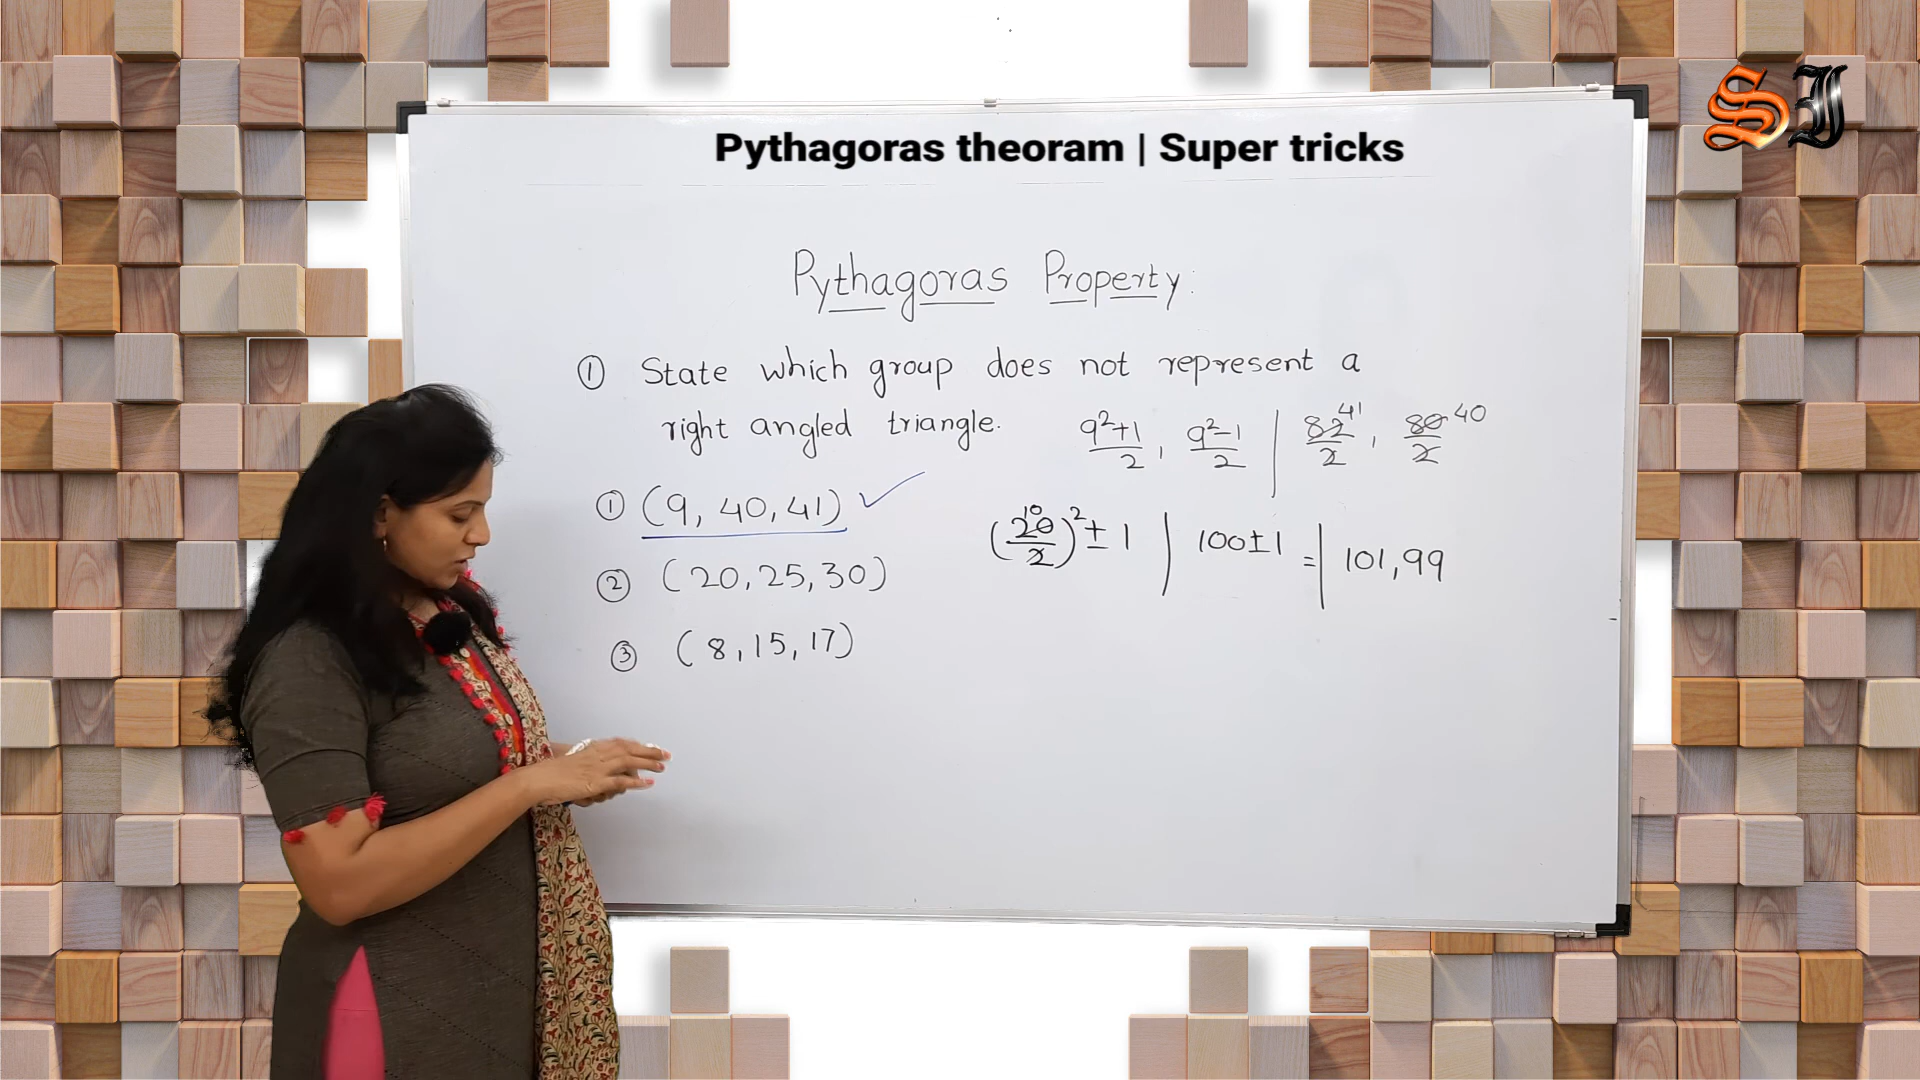 SJ
Pythagoras theoram | Super tricks
Pythagoras Property:
① State which group does not represent a
right angled triangle.
9²+1/2, 9²-1/2 | 82/2 41, 80/2 40
① (9, 40, 41) ✓
(20/2 10)² ± 1 | 100±1 = | 101, 99
② (20, 25, 30)
③ (8, 15, 17)